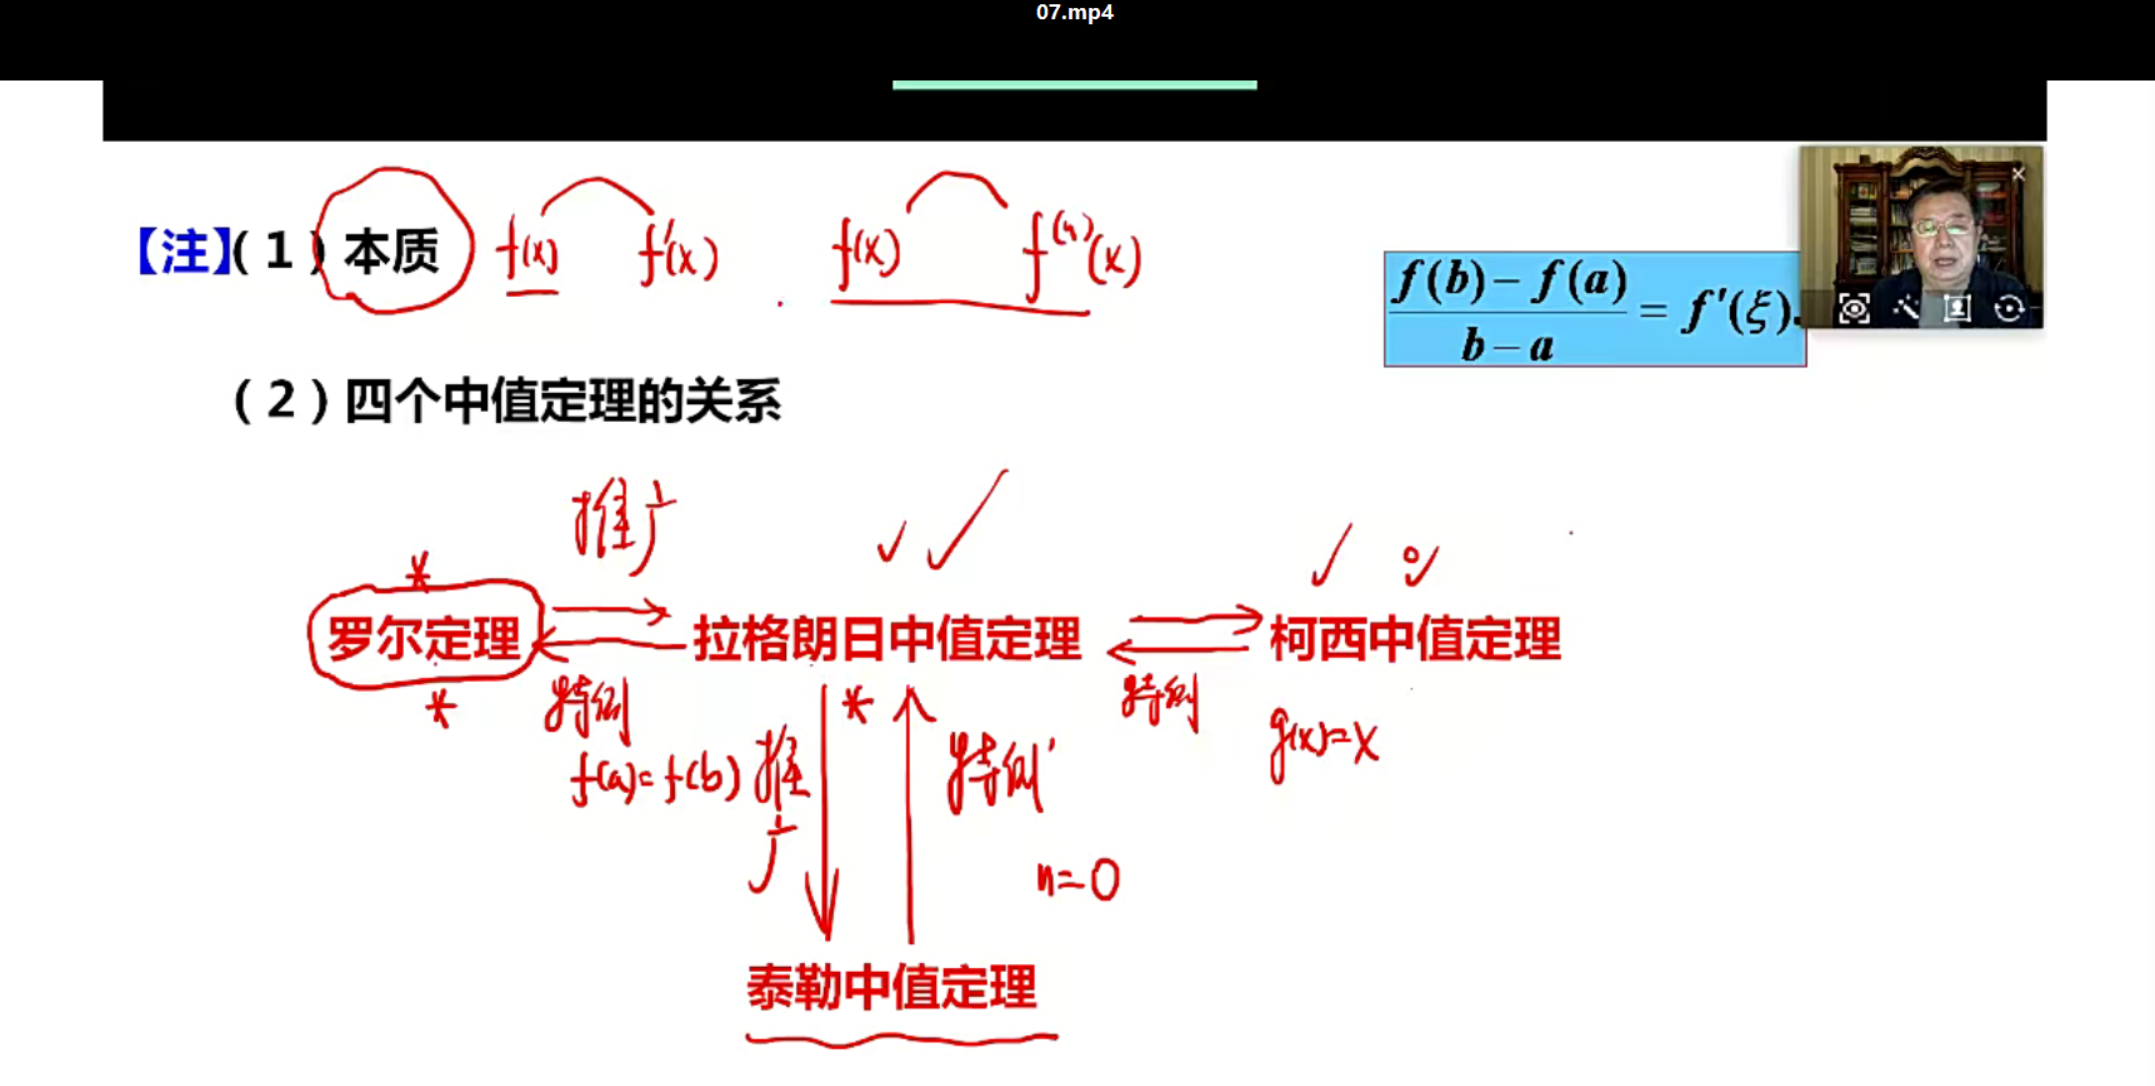 07.mp4
【注】(1)本质 f(x) f'(x) f(x) f⁽ⁿ⁾(x)
f(b)-f(a)
b-a
= f'(ξ).
(2)四个中值定理的关系
推广
罗尔定理 拉格朗日中值定理 柯西中值定理
特例 特例
f(a)=f(b) 推广 特例 g(x)=x
n=0
泰勒中值定理